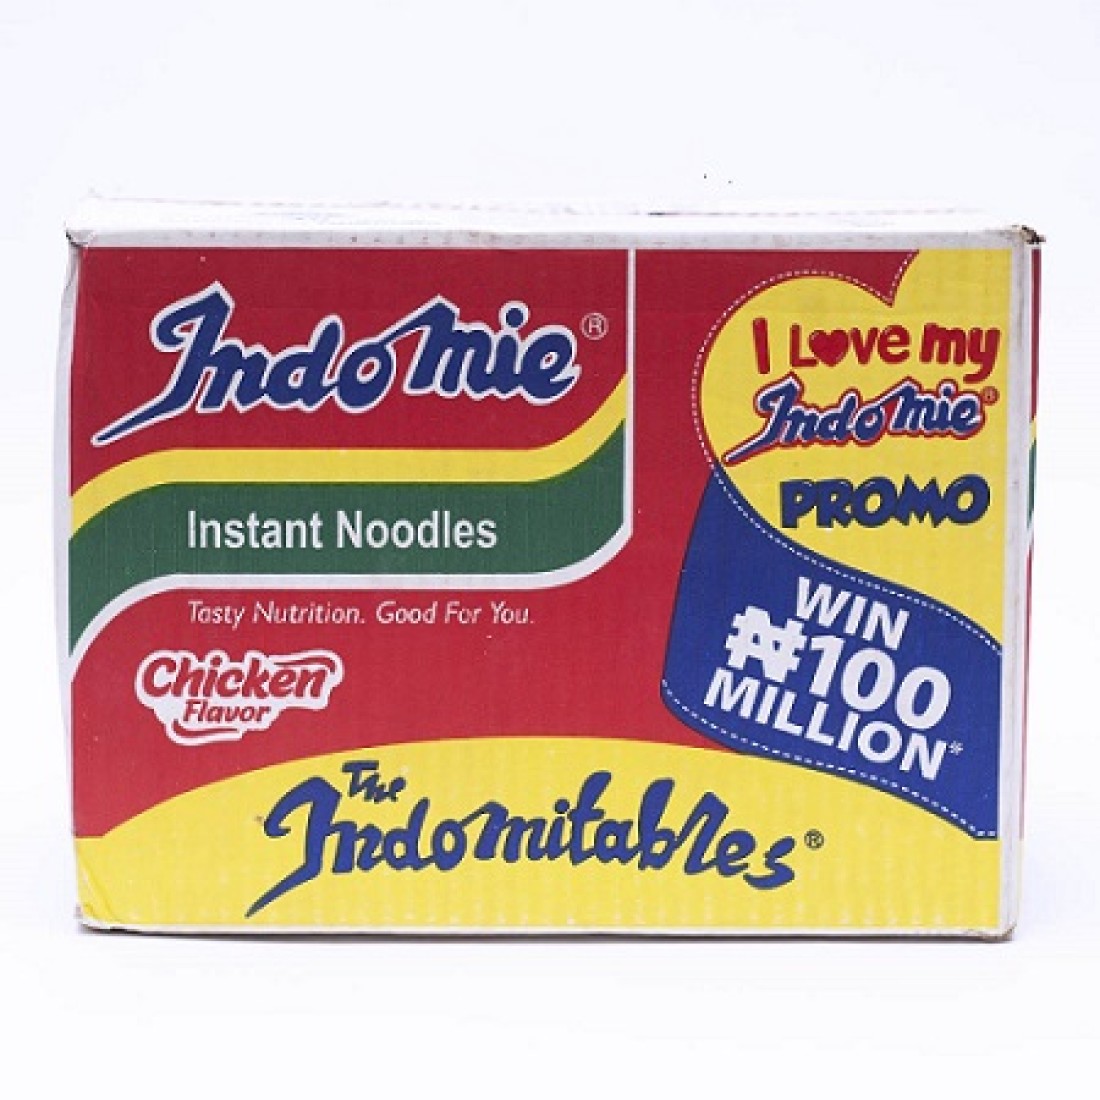 Indomie®
Instant Noodles
Tasty Nutrition. Good For You.
Chicken
Flavor
I Love my
Indomie®
PROMO
WIN
₦100
MILLION*
The
Indomitables®